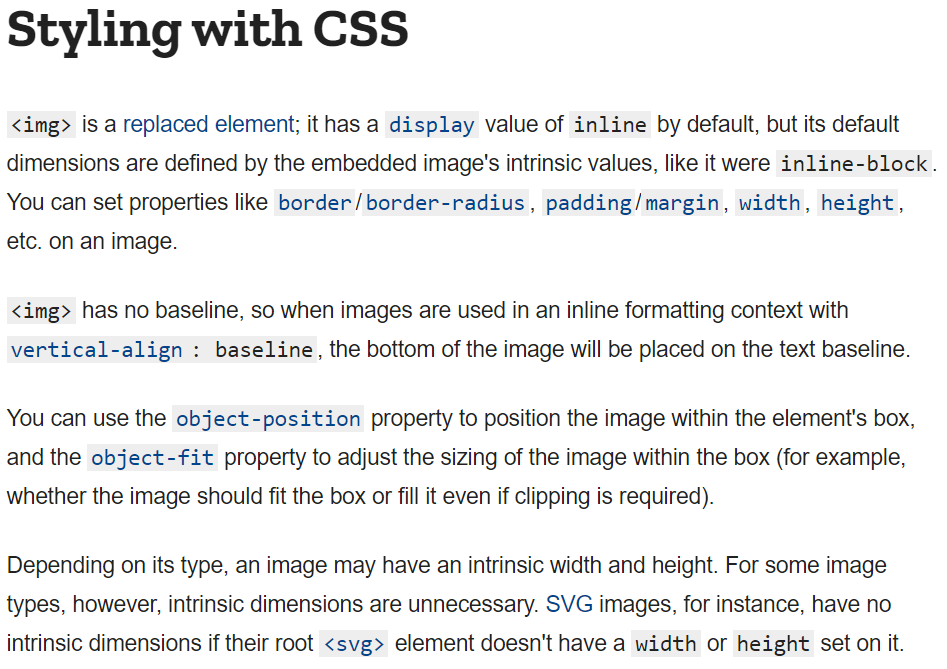 Styling with CSS
<img> is a replaced element; it has a display value of inline by default, but its default
dimensions are defined by the embedded image's intrinsic values, like it were inline-block.
You can set properties like border/border-radius, padding/margin, width, height,
etc. on an image.
<img> has no baseline, so when images are used in an inline formatting context with
vertical-align: baseline, the bottom of the image will be placed on the text baseline.
You can use the object-position property to position the image within the element's box,
and the object-fit property to adjust the sizing of the image within the box (for example,
whether the image should fit the box or fill it even if clipping is required).
Depending on its type, an image may have an intrinsic width and height. For some image
types, however, intrinsic dimensions are unnecessary. SVG images, for instance, have no
intrinsic dimensions if their root <svg> element doesn't have a width or height set on it.